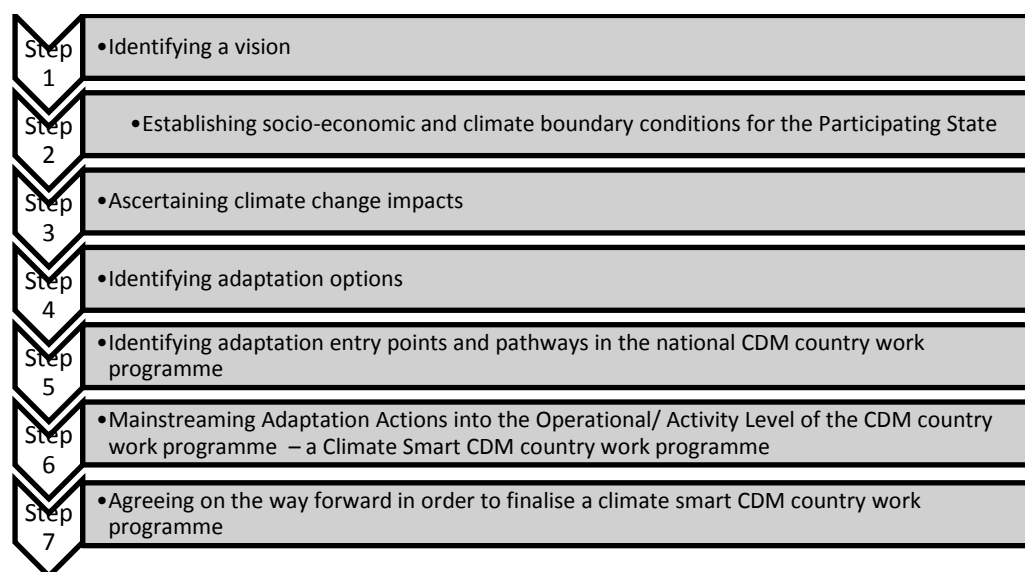 Step
1
•Identifying a vision
Step
2
•Establishing socio-economic and climate boundary conditions for the Participating State
Step
3
•Ascertaining climate change impacts
Step
4
•Identifying adaptation options
Step
5
•Identifying adaptation entry points and pathways in the national CDM country work
programme
Step
6
•Mainstreaming Adaptation Actions into the Operational/ Activity Level of the CDM country
work programme – a Climate Smart CDM country work programme
Step
7
•Agreeing on the way forward in order to finalise a climate smart CDM country work
programme